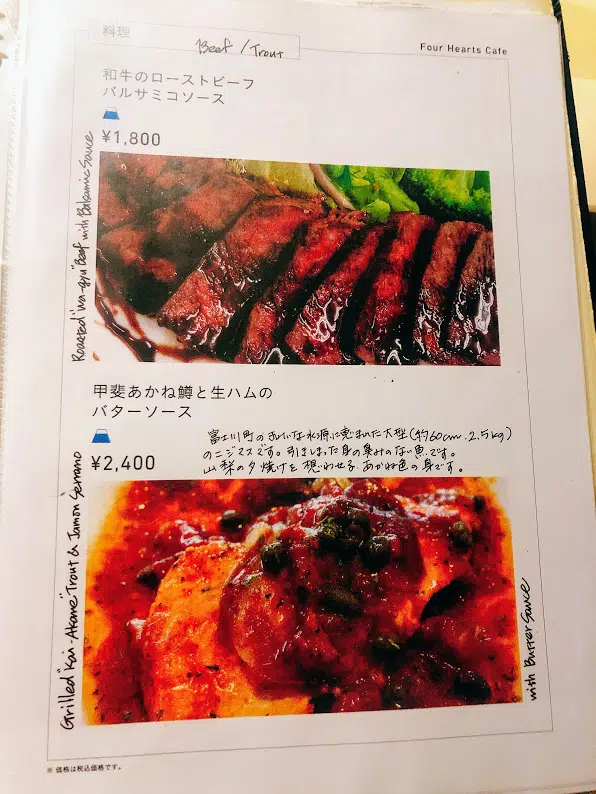 料理
Beef / Trout
Four Hearts Cafe
和牛のローストビーフ
バルサミコソース
¥1,800
Roasted "wa-gyu" Beef with Balsamic Sauce
甲斐あかね鱒と生ハムの
バターソース
¥2,400
富士川町のきれいな水源に恵まれた大型(約60cm.2.5kg)
のニジマスです。引きしまった身の臭みのない魚です。
山梨の夕焼けを想いわせる、あかね色の身です。
Grilled "Kai-Akane" Trout & Jamon Serrano
with Butter Sauce
※ 価格は税込価格です。